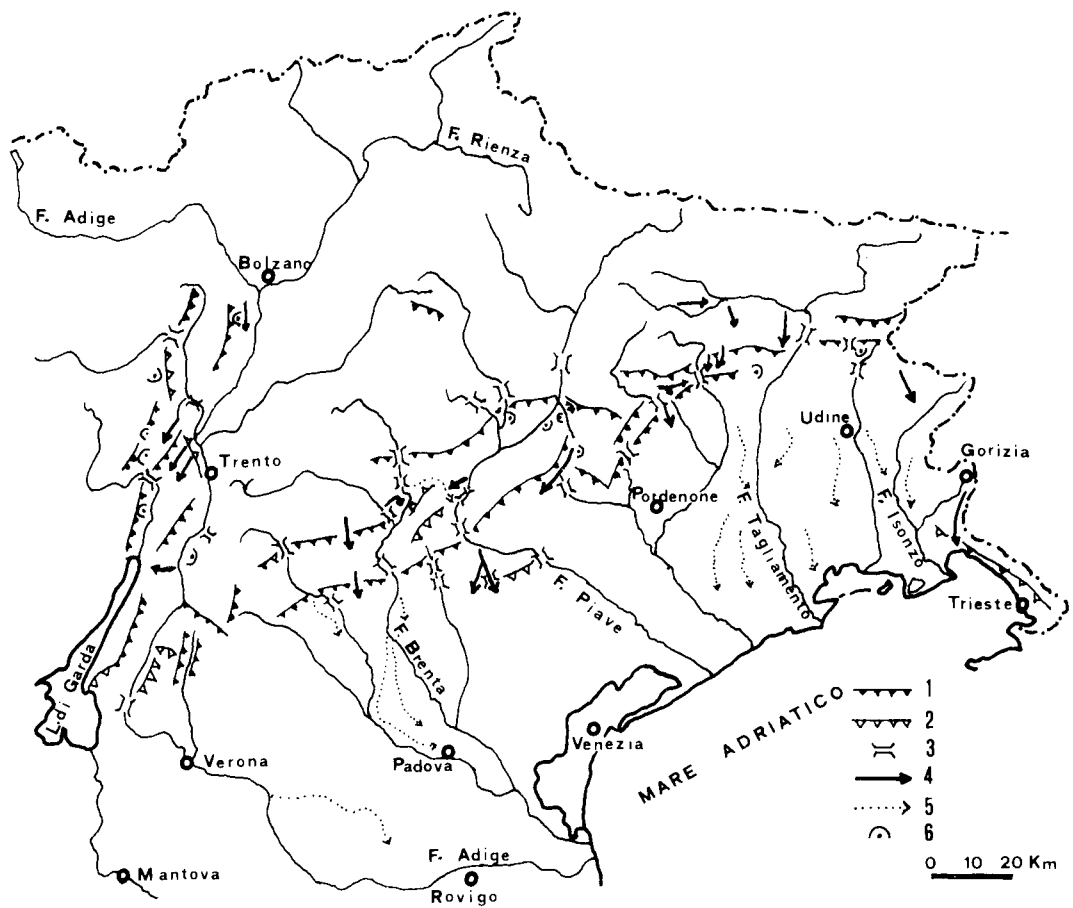 F. Rienza
F. Adige
Bolzano
Udine
Gorizia
Trento
Pordenone
F. Tagliamento
F. Isonzo
Trieste
F. Piave
L. di Garda
F. Brenta
MARE ADRIATICO
1
2
Venezia
3
Verona
Padova
4
5
6
F. Adige
Mantova
Rovigo
0 10 20 Km